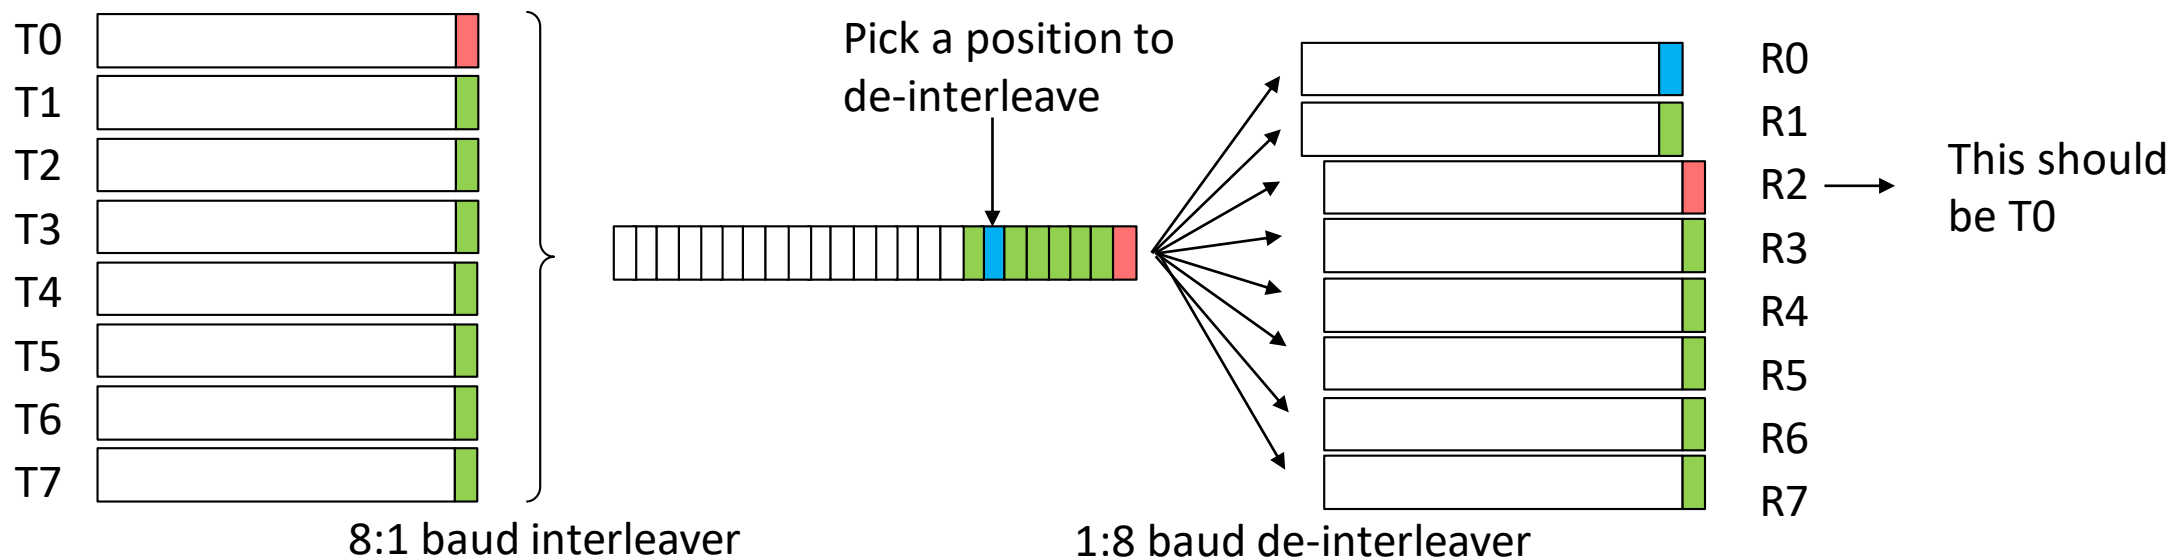 T0
T1
T2
T3
T4
T5
T6
T7
8:1 baud interleaver
Pick a position to
de-interleave
1:8 baud de-interleaver
R0
R1
R2
R3
R4
R5
R6
R7
This should
be T0